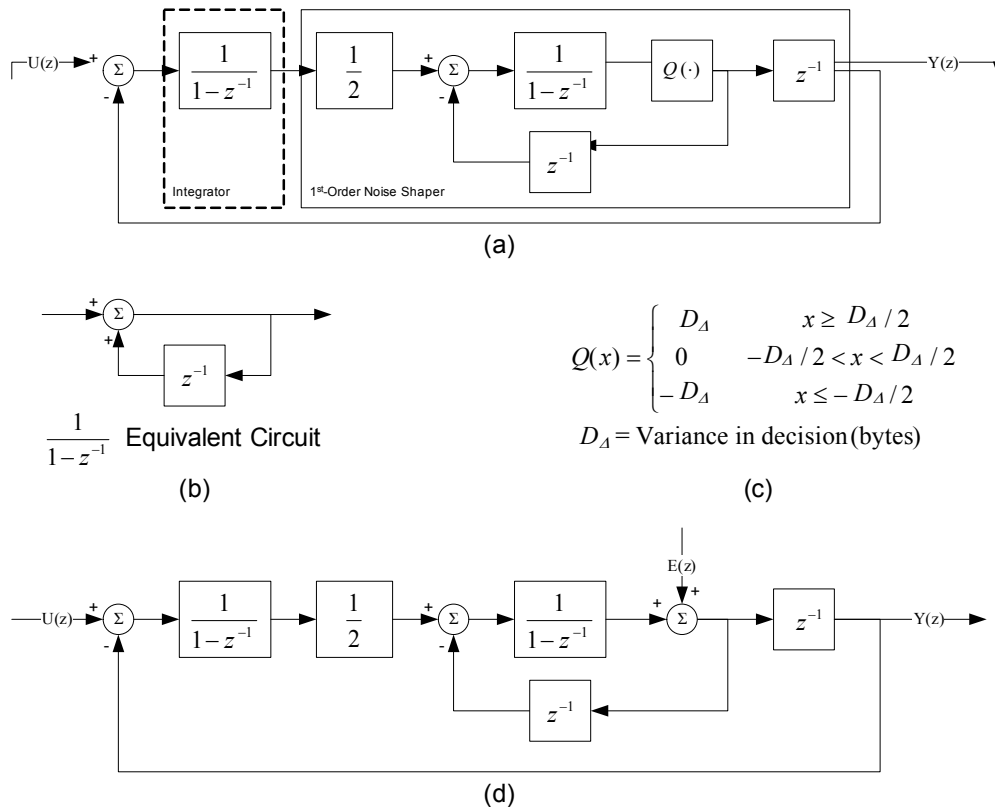 U(z) + Σ - 1/(1-z⁻¹) 1/2 + Σ - 1/(1-z⁻¹) Q(·) z⁻¹ Y(z)
z⁻¹
Integrator
1st-Order Noise Shaper
(a)
+ Σ +
z⁻¹
1/(1-z⁻¹) Equivalent Circuit
(b)
Q(x) = { D_Δ x ≥ D_Δ / 2
0 -D_Δ / 2 < x < D_Δ / 2
-D_Δ x ≤ -D_Δ / 2
D_Δ = Variance in decision (bytes)
(c)
E(z)
U(z) + Σ - 1/(1-z⁻¹) 1/2 + Σ - 1/(1-z⁻¹) + Σ + z⁻¹ Y(z)
z⁻¹
(d)